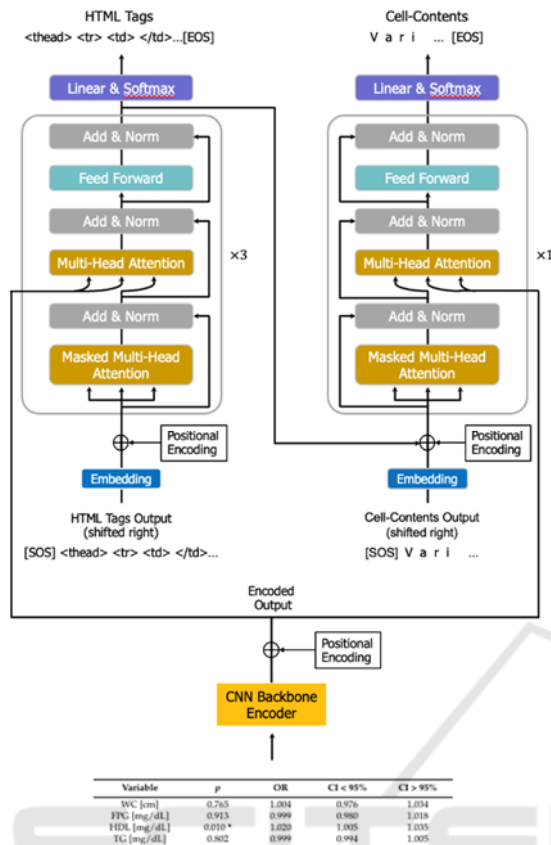 HTML Tags
<thead> <tr> <td> </td>...[EOS]
Linear & Softmax
Add & Norm
Feed Forward
Add & Norm
Multi-Head Attention
Add & Norm
Masked Multi-Head
Attention
×3
Positional
Encoding
Embedding
HTML Tags Output
(shifted right)
[SOS] <thead> <tr> <td> </td>...
Cell-Contents
V a r i ... [EOS]
Linear & Softmax
Add & Norm
Feed Forward
Add & Norm
Multi-Head Attention
Add & Norm
Masked Multi-Head
Attention
×1
Positional
Encoding
Embedding
Cell-Contents Output
(shifted right)
[SOS] V a r i ...
Encoded
Output
Positional
Encoding
CNN Backbone
Encoder
Variable p OR CI < 95% CI > 95%
WC [cm] 0.765 1.004 0.976 1.034
FPG [mg/dL] 0.913 0.999 0.980 1.018
HDL [mg/dL] 0.010 * 1.020 1.005 1.035
TG [mg/dL] 0.802 0.999 0.994 1.005